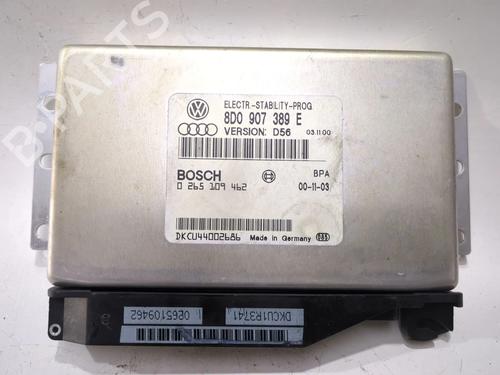 ELECTR.-STABILITY-PROG
8D0 907 389 E
VERSION: D56 03.11.00
BOSCH BPA
0 265 109 462 00-11-03
DKCU44002686 Made in Germany
DKCU1R3741 0265109462
B-PARTS